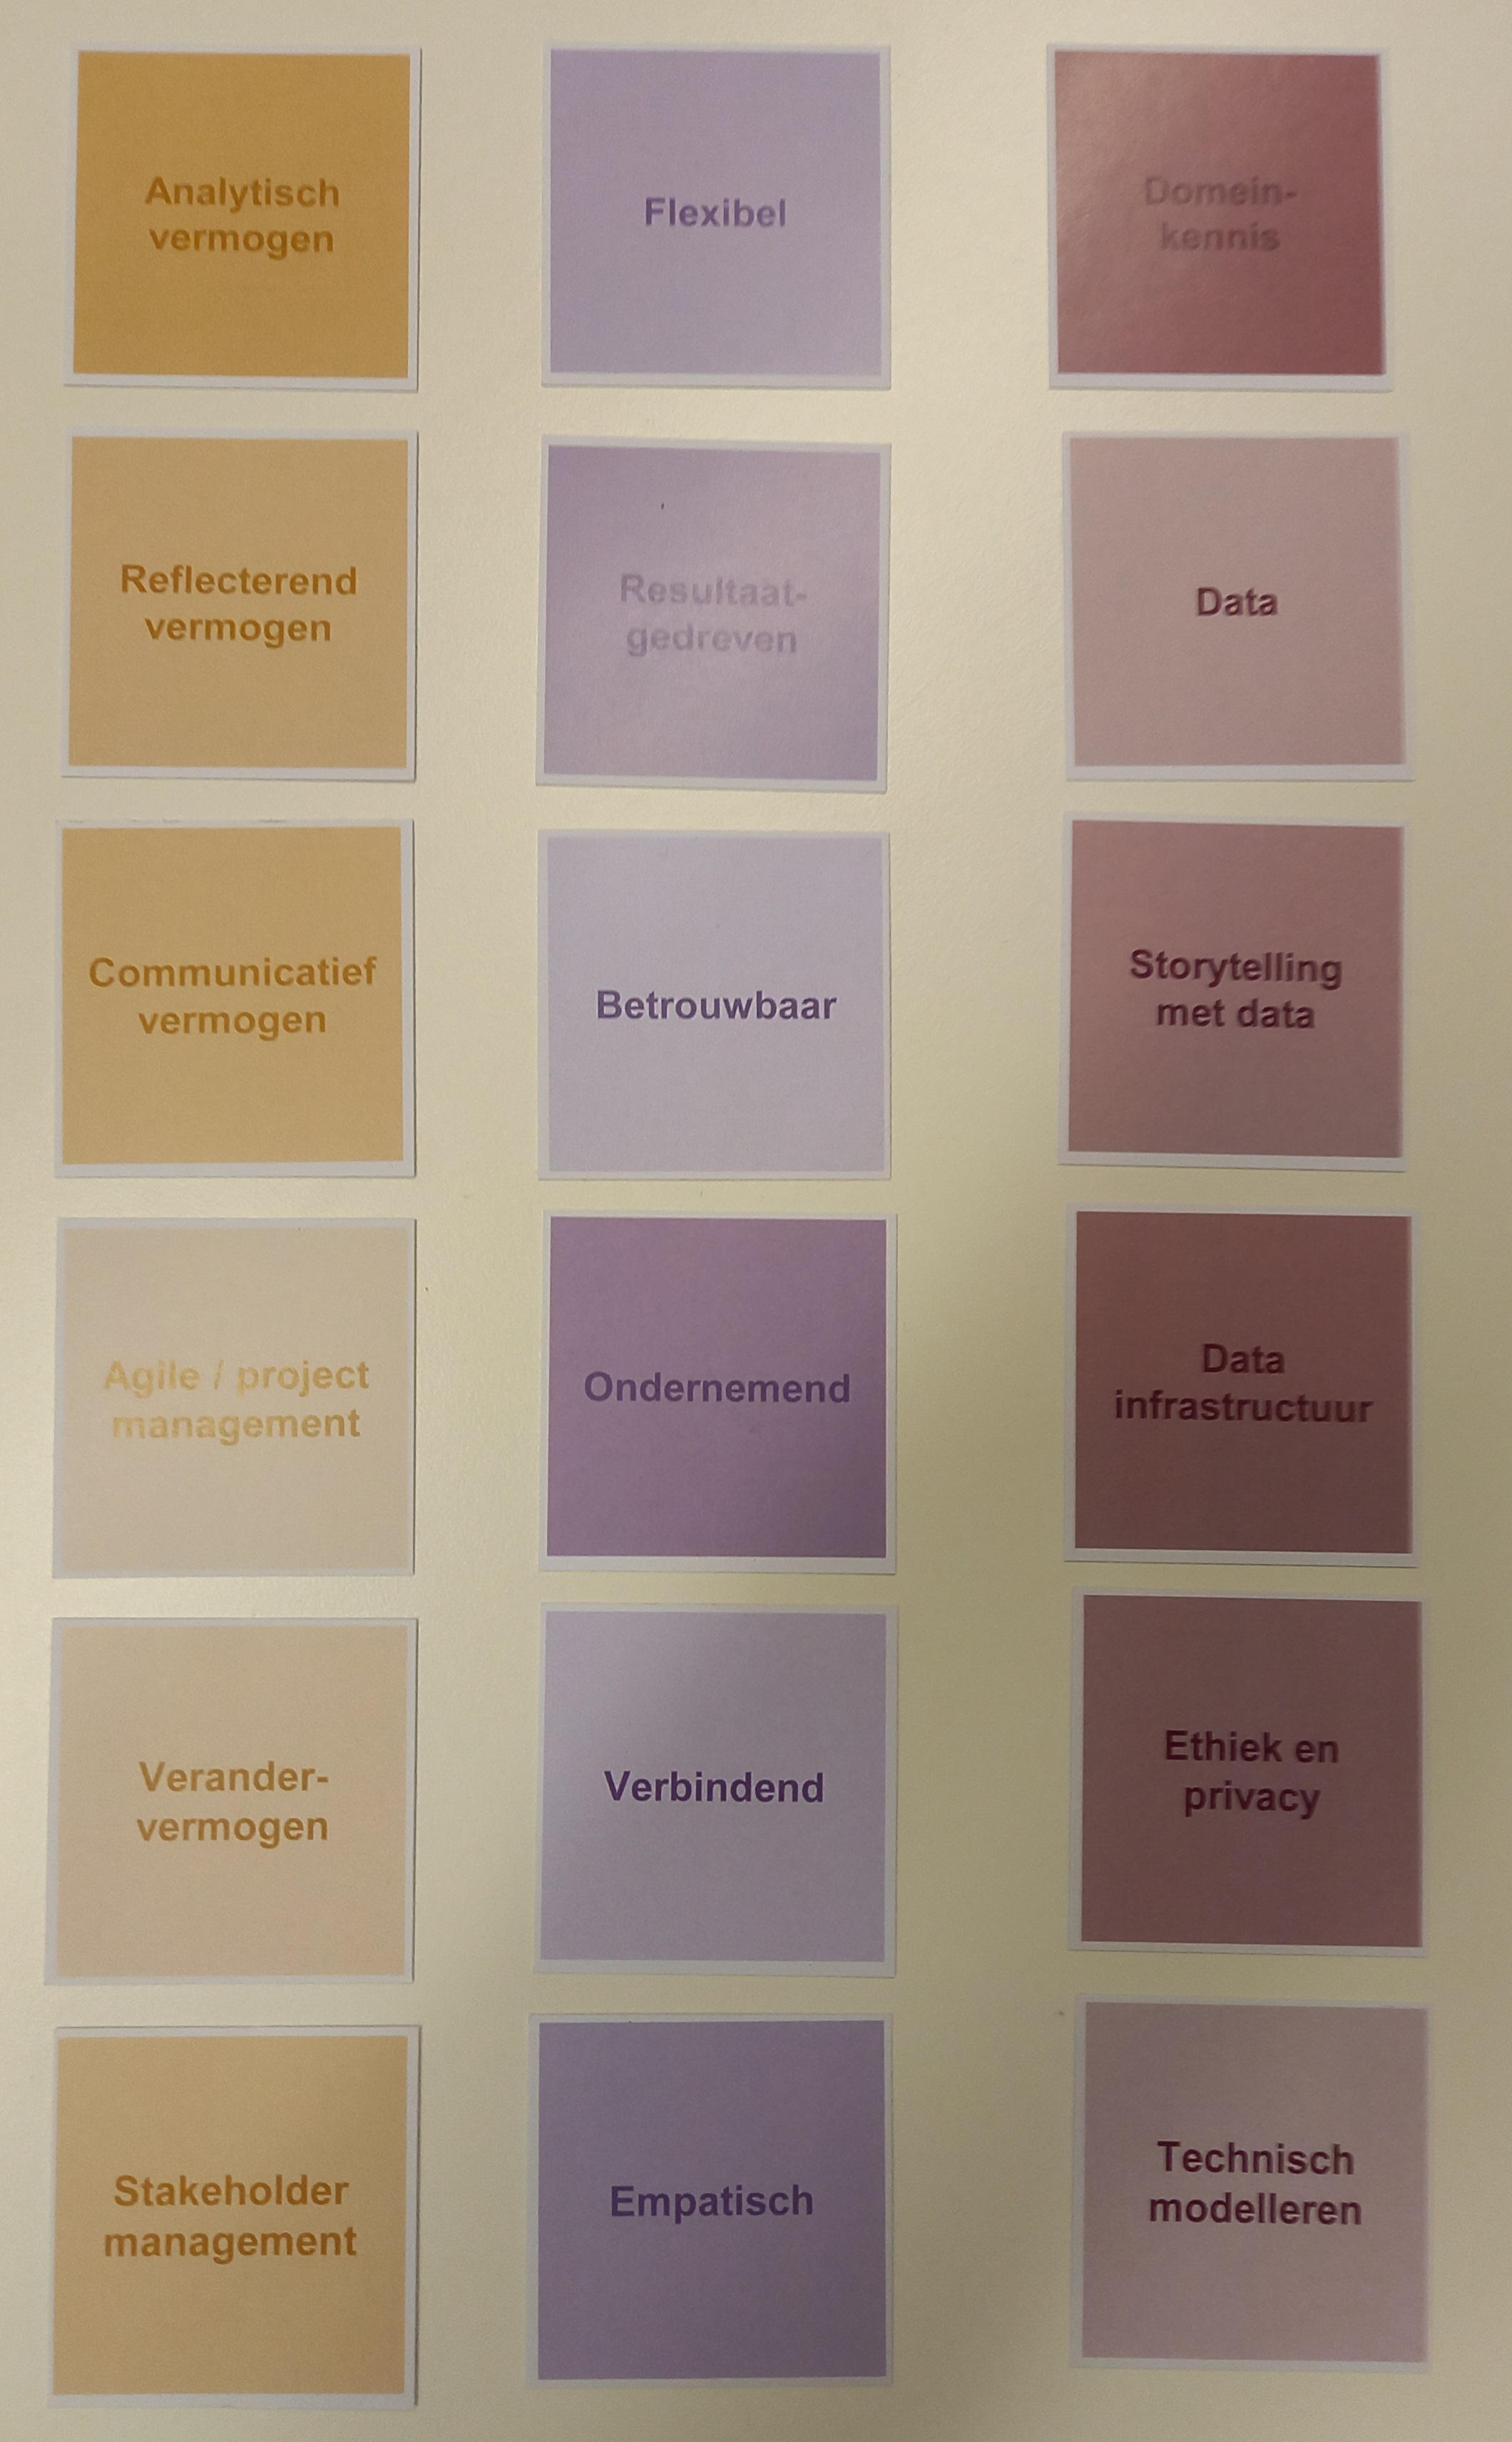 Analytisch
vermogen
Flexibel
Domein-
kennis
Reflecterend
vermogen
Resultaat-
gedreven
Data
Communicatief
vermogen
Betrouwbaar
Storytelling
met data
Agile / project
management
Ondernemend
Data
infrastructuur
Verander-
vermogen
Verbindend
Ethiek en
privacy
Stakeholder
management
Empatisch
Technisch
modelleren